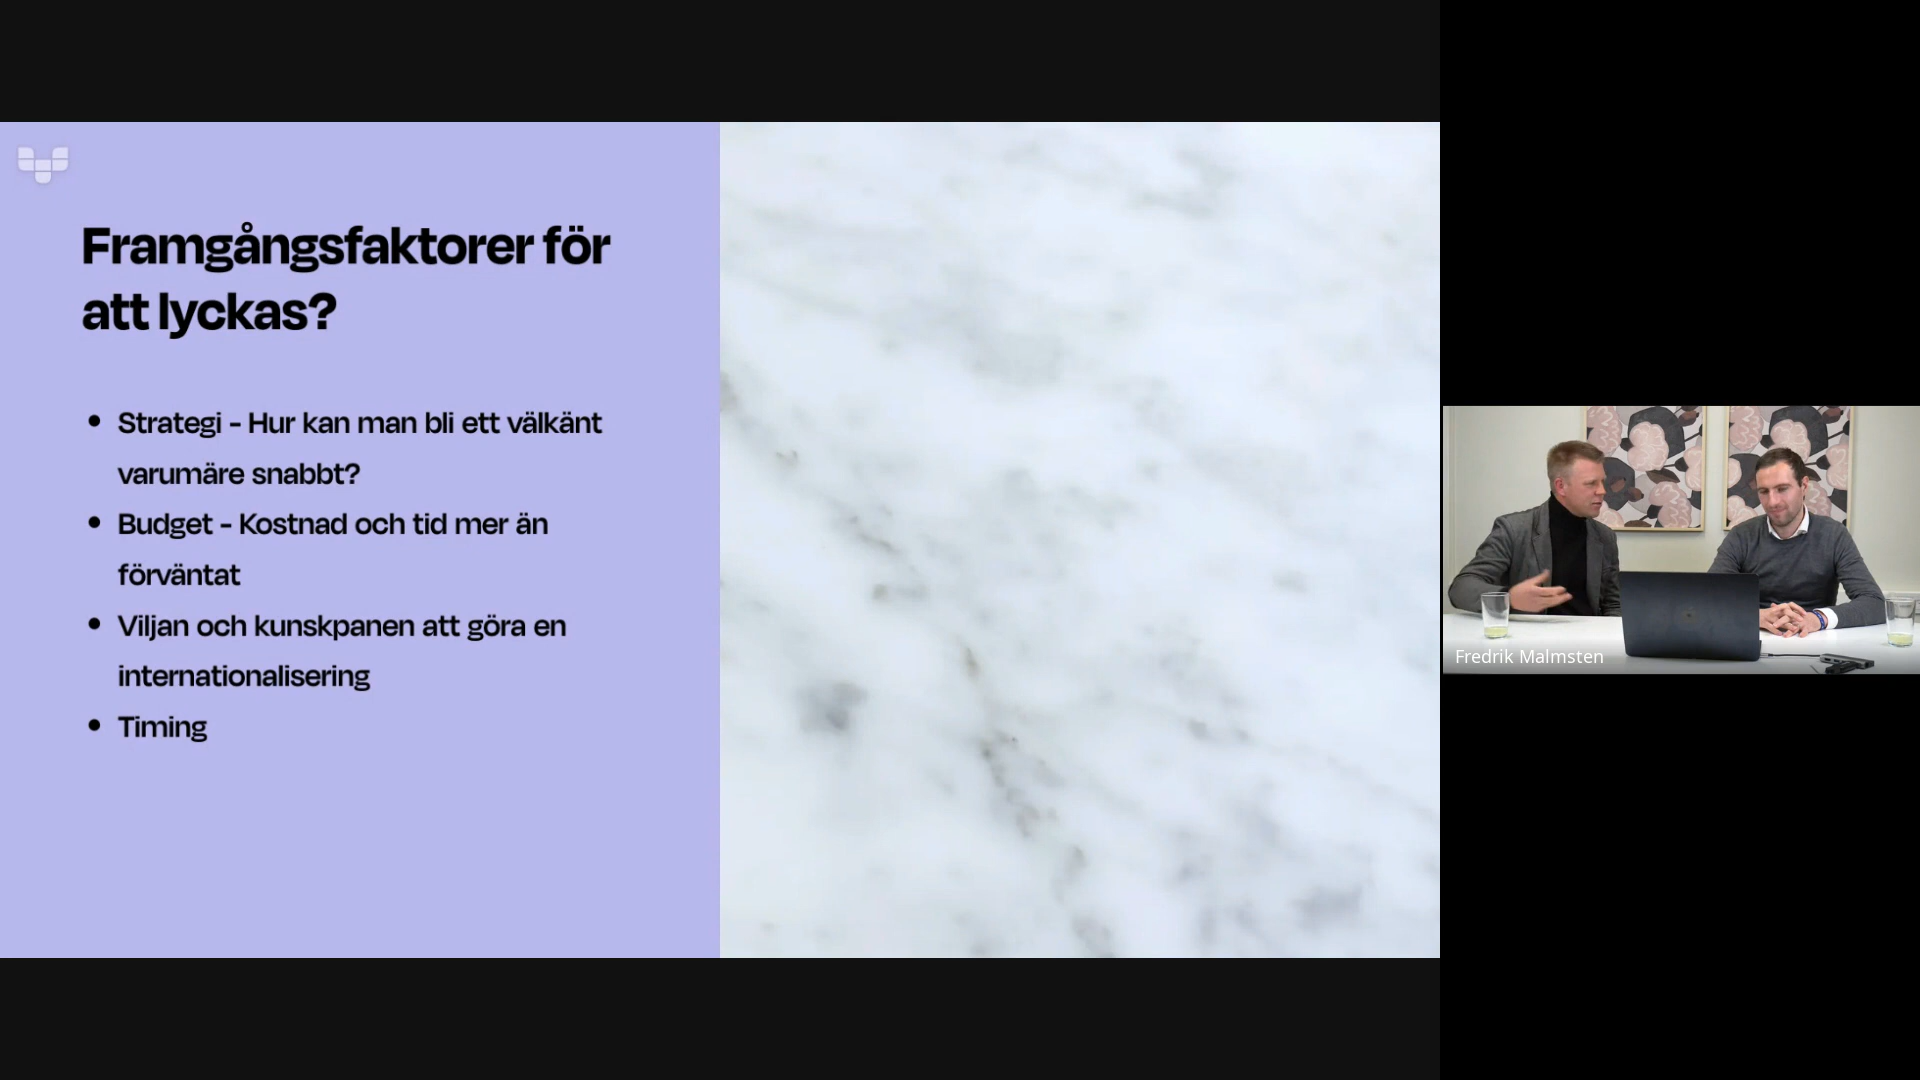 Framgångsfaktorer för
att lyckas?
• Strategi - Hur kan man bli ett välkänt
varumäre snabbt?
• Budget - Kostnad och tid mer än
förväntat
• Viljan och kunskpanen att göra en
internationalisering
• Timing
Fredrik Malmsten